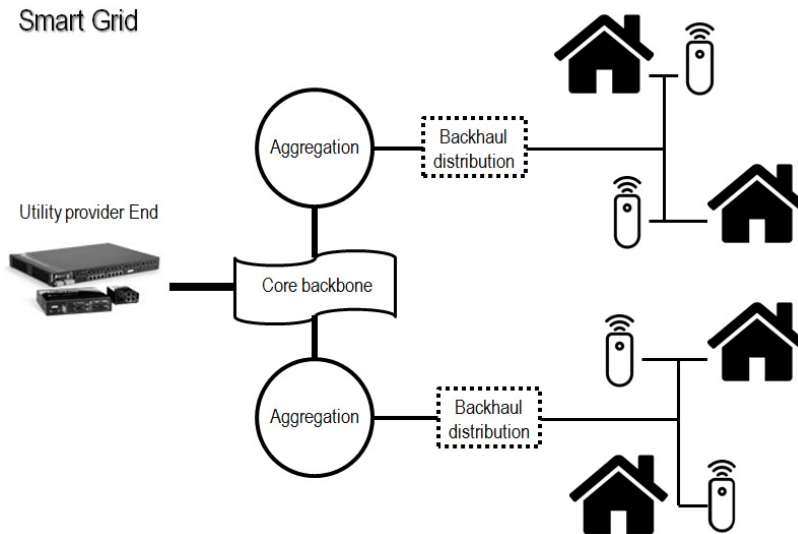 Smart Grid
Aggregation
Backhaul
distribution
Utility provider End
Core backbone
Aggregation
Backhaul
distribution